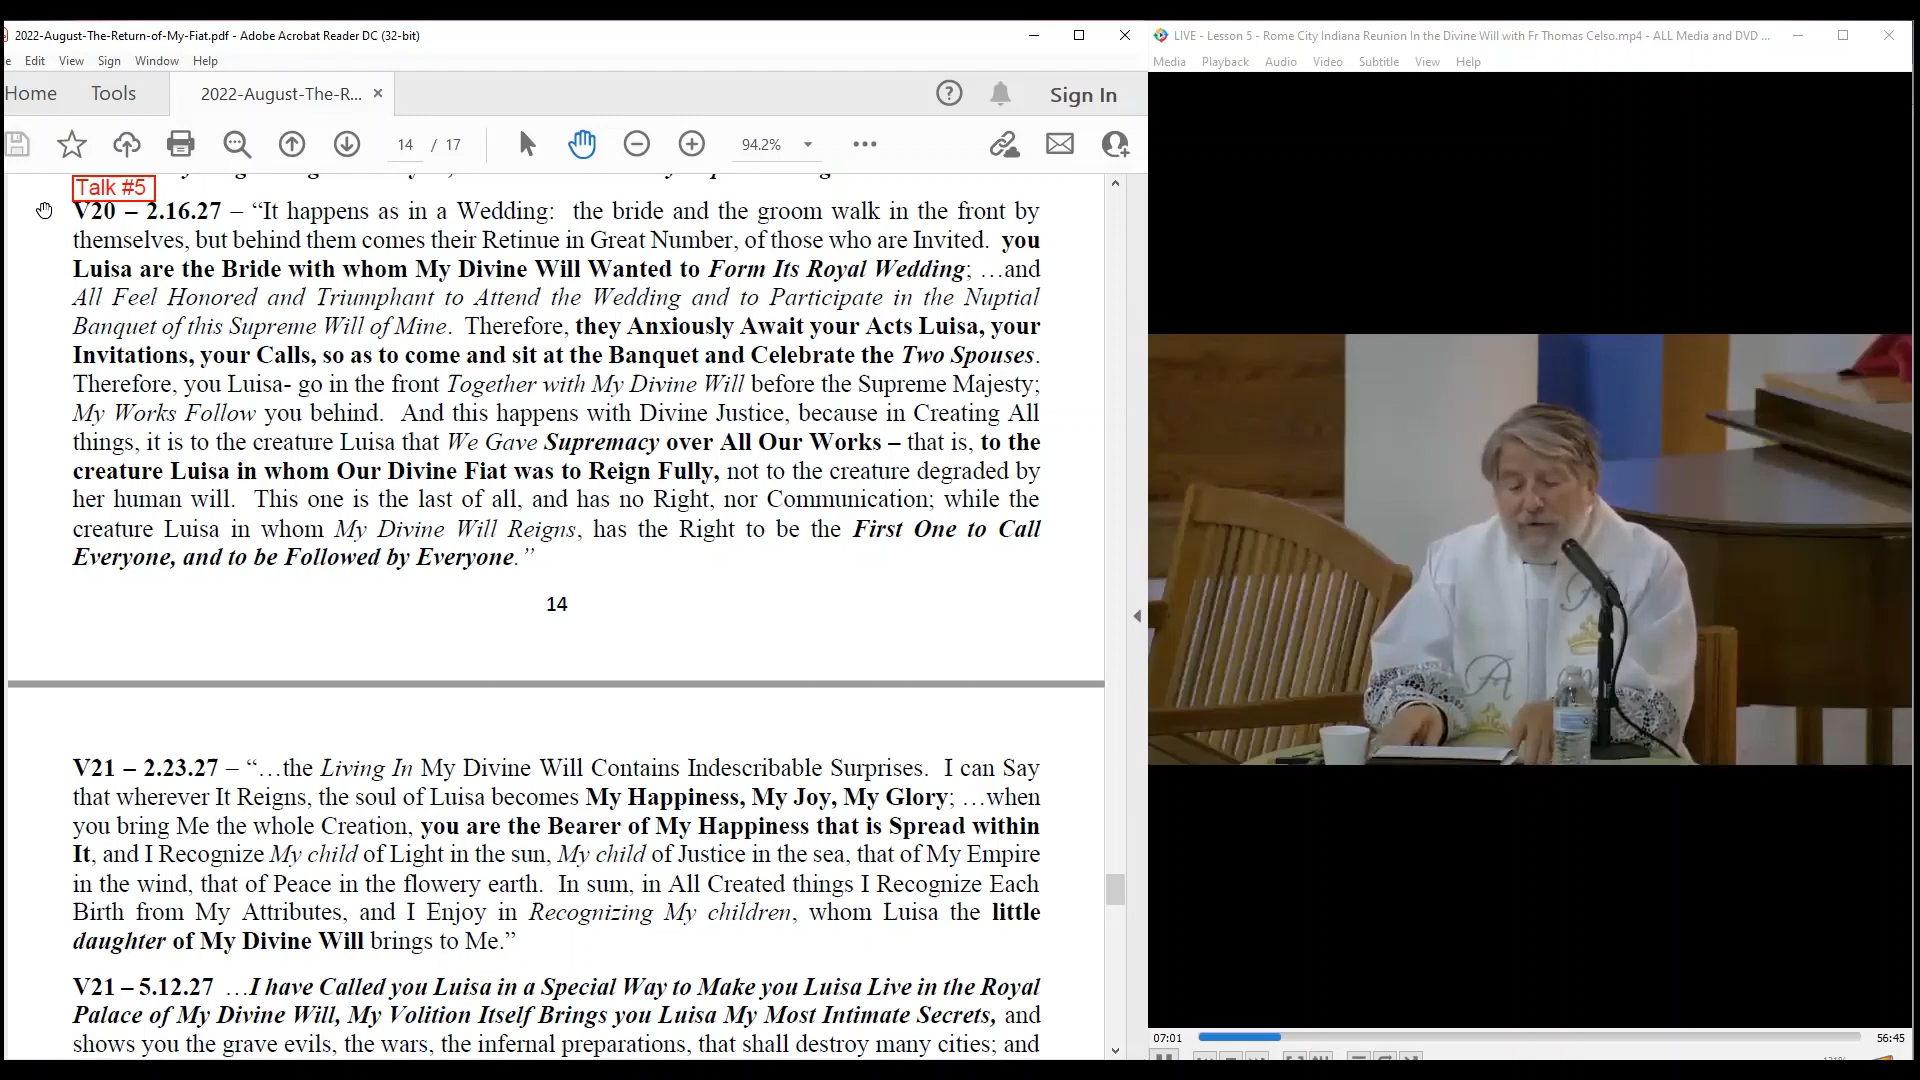 2022-August-The-Return-of-My-Fiat.pdf - Adobe Acrobat Reader DC (32-bit)
Edit View Sign Window Help
Home Tools 2022-August-The-R... Sign In
14 / 17 94.2%
Talk #5
V20 – 2.16.27 – “It happens as in a Wedding: the bride and the groom walk in the front by
themselves, but behind them comes their Retinue in Great Number, of those who are Invited. you
Luisa are the Bride with whom My Divine Will Wanted to Form Its Royal Wedding; …and
All Feel Honored and Triumphant to Attend the Wedding and to Participate in the Nuptial
Banquet of this Supreme Will of Mine. Therefore, they Anxiously Await your Acts Luisa, your
Invitations, your Calls, so as to come and sit at the Banquet and Celebrate the Two Spouses.
Therefore, you Luisa- go in the front Together with My Divine Will before the Supreme Majesty;
My Works Follow you behind. And this happens with Divine Justice, because in Creating All
things, it is to the creature Luisa that We Gave Supremacy over All Our Works – that is, to the
creature Luisa in whom Our Divine Fiat was to Reign Fully, not to the creature degraded by
her human will. This one is the last of all, and has no Right, nor Communication; while the
creature Luisa in whom My Divine Will Reigns, has the Right to be the First One to Call
Everyone, and to be Followed by Everyone.”
14
V21 – 2.23.27 – “…the Living In My Divine Will Contains Indescribable Surprises. I can Say
that wherever It Reigns, the soul of Luisa becomes My Happiness, My Joy, My Glory; …when
you bring Me the whole Creation, you are the Bearer of My Happiness that is Spread within
It, and I Recognize My child of Light in the sun, My child of Justice in the sea, that of My Empire
in the wind, that of Peace in the flowery earth. In sum, in All Created things I Recognize Each
Birth from My Attributes, and I Enjoy in Recognizing My children, whom Luisa the little
daughter of My Divine Will brings to Me.”
V21 – 5.12.27 …I have Called you Luisa in a Special Way to Make you Luisa Live in the Royal
Palace of My Divine Will, My Volition Itself Brings you Luisa My Most Intimate Secrets, and
shows you the grave evils, the wars, the infernal preparations, that shall destroy many cities; and
LIVE - Lesson 5 - Rome City Indiana Reunion In the Divine Will with Fr Thomas Celso.mp4 - ALL Media and DVD ...
Media Playback Audio Video Subtitle View Help
07:01 56:45